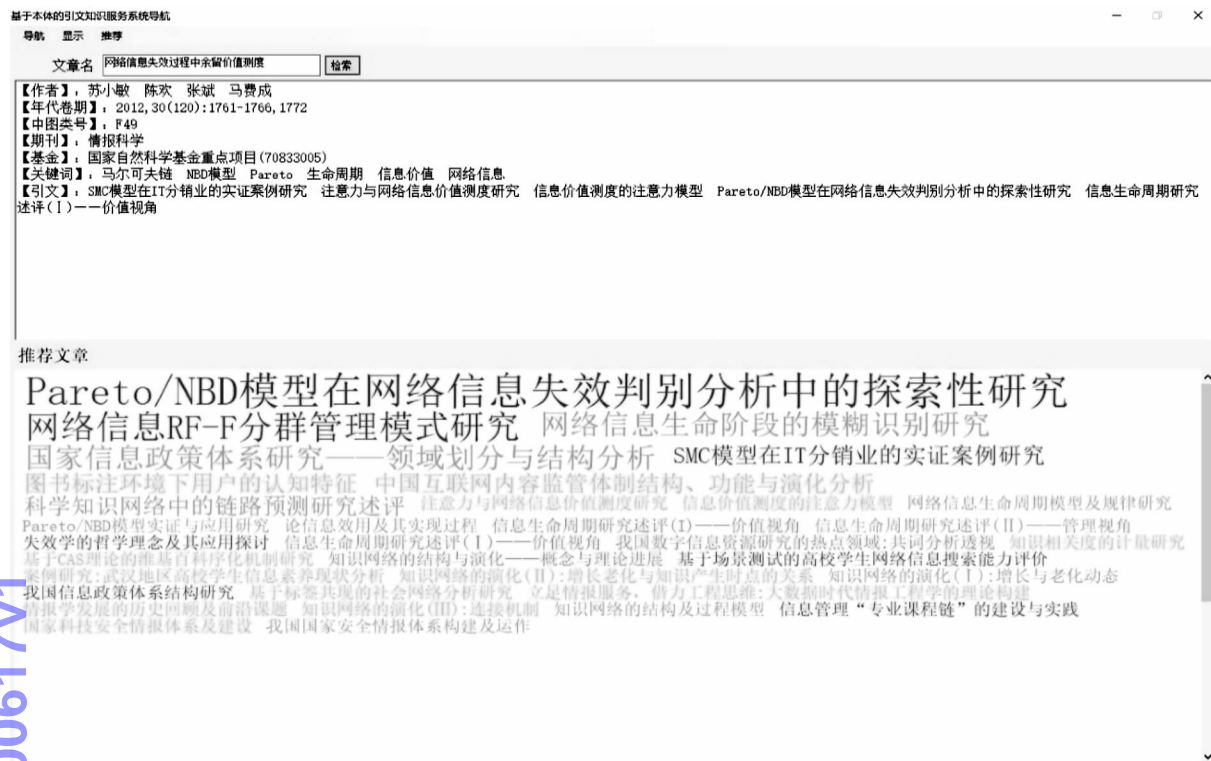 基于本体的引文知识服务系统导航
导航 显示 推荐
文章名 网络信息失效过程中余留价值测度 检索
【作者】：苏小敏 陈欢 张斌 马费成
【年代卷期】：2012,30(120):1761-1766,1772
【中图类号】：F49
【期刊】：情报科学
【基金】：国家自然科学基金重点项目(70833005)
【关键词】：马尔可夫链 NBD模型 Pareto 生命周期 信息价值 网络信息
【引文】：SMC模型在IT分销业的实证案例研究 注意力与网络信息价值测度研究 信息价值测度的注意力模型 Pareto/NBD模型在网络信息失效判别分析中的探索性研究 信息生命周期研究
述评(Ⅰ)——价值视角
推荐文章
Pareto/NBD模型在网络信息失效判别分析中的探索性研究
网络信息RF-F分群管理模式研究 网络信息生命阶段的模糊识别研究
国家信息政策体系研究——领域划分与结构分析 SMC模型在IT分销业的实证案例研究
图书标注环境下用户的认知特征 中国互联网内容监管体制结构、功能与演化分析
科学知识网络中的链路预测研究述评 注意力与网络信息价值测度研究 信息价值测度的注意力模型 网络信息生命周期模型及规律研究
Pareto/NBD模型实证与应用研究 论信息效用及其实现过程 信息生命周期研究述评(I)——价值视角 信息生命周期研究述评(Ⅱ)——管理视角
失效学的哲学理念及其应用探讨 信息生命周期研究述评(Ⅰ)——价值视角 我国数字信息资源研究的热点领域:共词分析透视 知识相关度的计量研究
基于CAS理论的维基百科序化机制研究 知识网络的结构与演化——概念与理论进展 基于场景测试的高校学生网络信息搜索能力评价
案例研究:武汉地区高校学生信息素养现状分析 知识网络的演化(Ⅱ):增长老化与知识产生时点的关系 知识网络的演化(Ⅰ):增长与老化动态
我国信息政策体系结构研究 基于标签共现的社会网络分析研究 立足情报服务，借力工程思维:大数据时代情报工程学的理论构建
情报学发展的历史回顾及前沿课题 知识网络的演化(Ⅲ):连接机制 知识网络的结构及过程模型 信息管理“专业课程链”的建设与实践
国家科技安全情报体系及建设 我国国家安全情报体系构建及运作